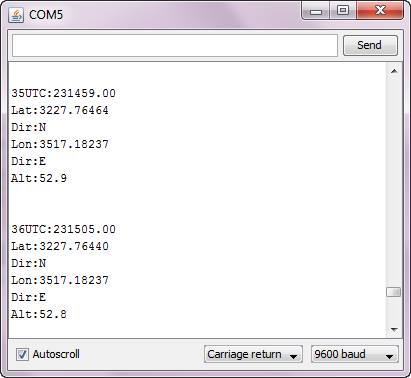 COM5
Send
35UTC:231459.00
Lat:3227.76464
Dir:N
Lon:3517.18237
Dir:E
Alt:52.9
36UTC:231505.00
Lat:3227.76440
Dir:N
Lon:3517.18237
Dir:E
Alt:52.8
Autoscroll
Carriage return
9600 baud